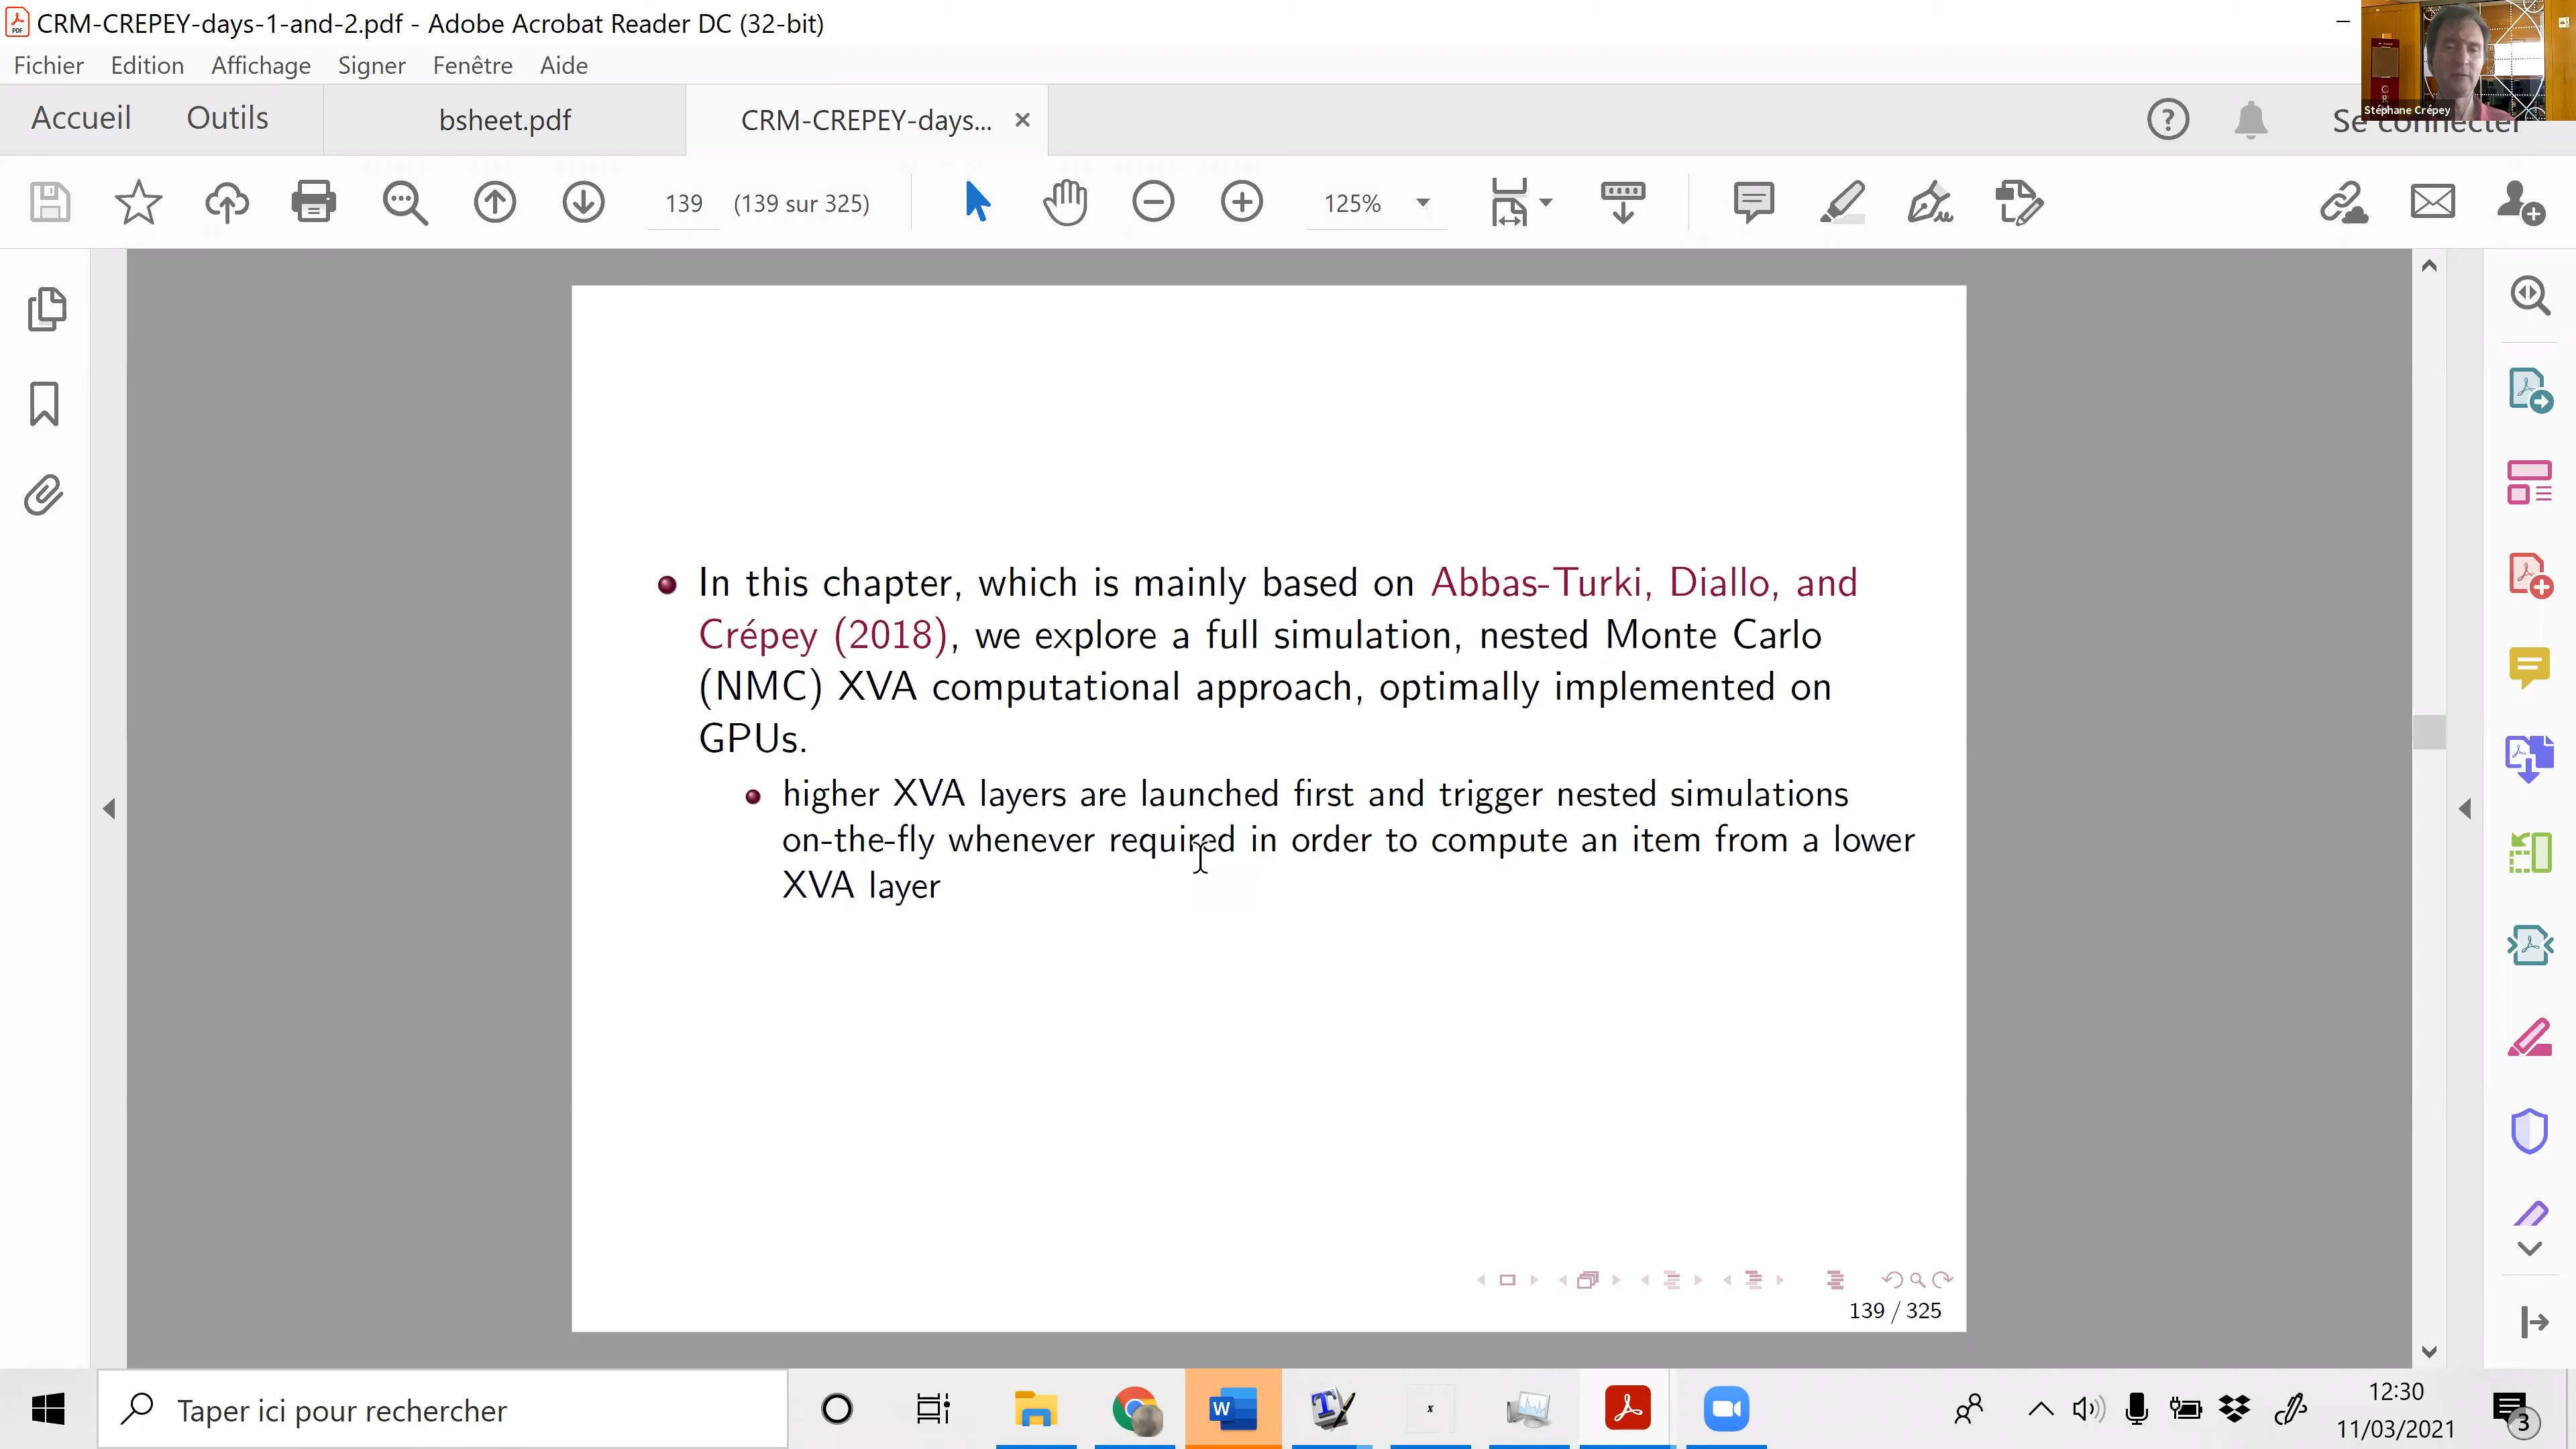 CRM-CREPEY-days-1-and-2.pdf - Adobe Acrobat Reader DC (32-bit)
Fichier Edition Affichage Signer Fenêtre Aide
Accueil Outils bsheet.pdf CRM-CREPEY-days... Se connecter
Stéphane Crépey
139 (139 sur 325) 125%
In this chapter, which is mainly based on Abbas-Turki, Diallo, and
Crépey (2018), we explore a full simulation, nested Monte Carlo
(NMC) XVA computational approach, optimally implemented on
GPUs.
higher XVA layers are launched first and trigger nested simulations
on-the-fly whenever required in order to compute an item from a lower
XVA layer
139 / 325
Taper ici pour rechercher
12:30
11/03/2021
3